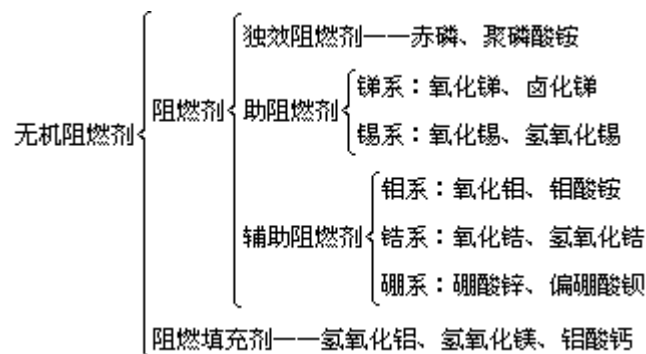 独效阻燃剂——赤磷、聚磷酸铵
锑系：氧化锑、卤化锑
阻燃剂 助阻燃剂
锡系：氧化锡、氢氧化锡
无机阻燃剂
钼系：氧化钼、钼酸铵
辅助阻燃剂 锆系：氧化锆、氢氧化锆
硼系：硼酸锌、偏硼酸钡
阻燃填充剂——氢氧化铝、氢氧化镁、铝酸钙